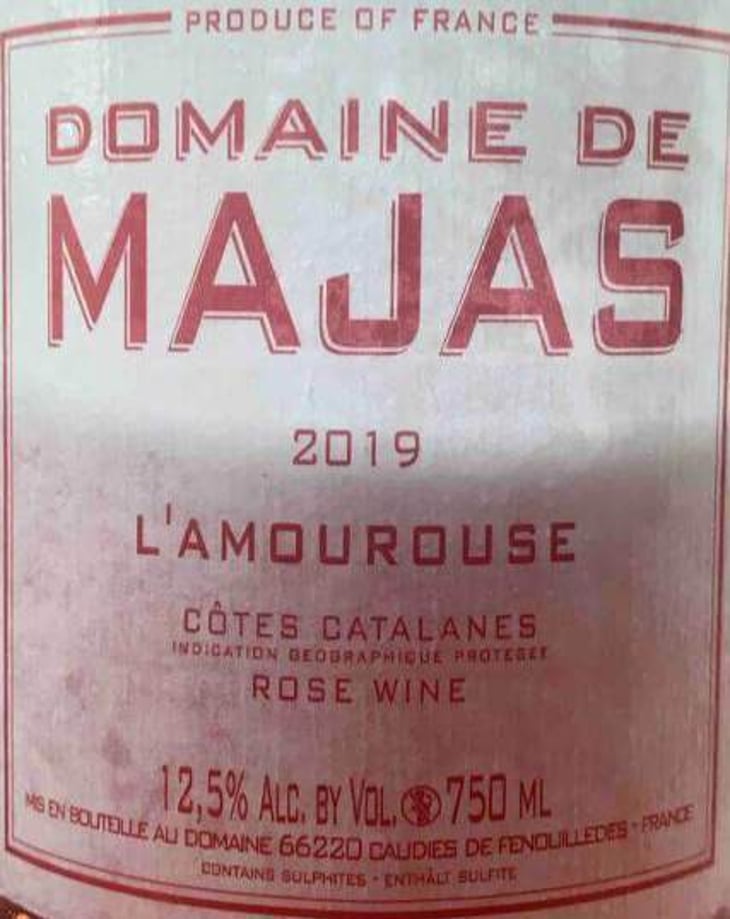 PRODUCE OF FRANCE
DOMAINE DE
MAJAS
2019
L'AMOUROUSE
CÔTES CATALANES
INDICATION GEOGRAPHIQUE PROTEGEE
ROSE WINE
12,5% ALC. BY VOL. 750 ML
MIS EN BOUTEILLE AU DOMAINE 66220 CAUDIES DE FENOUILLEDES - FRANCE
CONTAINS SULPHITES - ENTHÄLT SULFITE